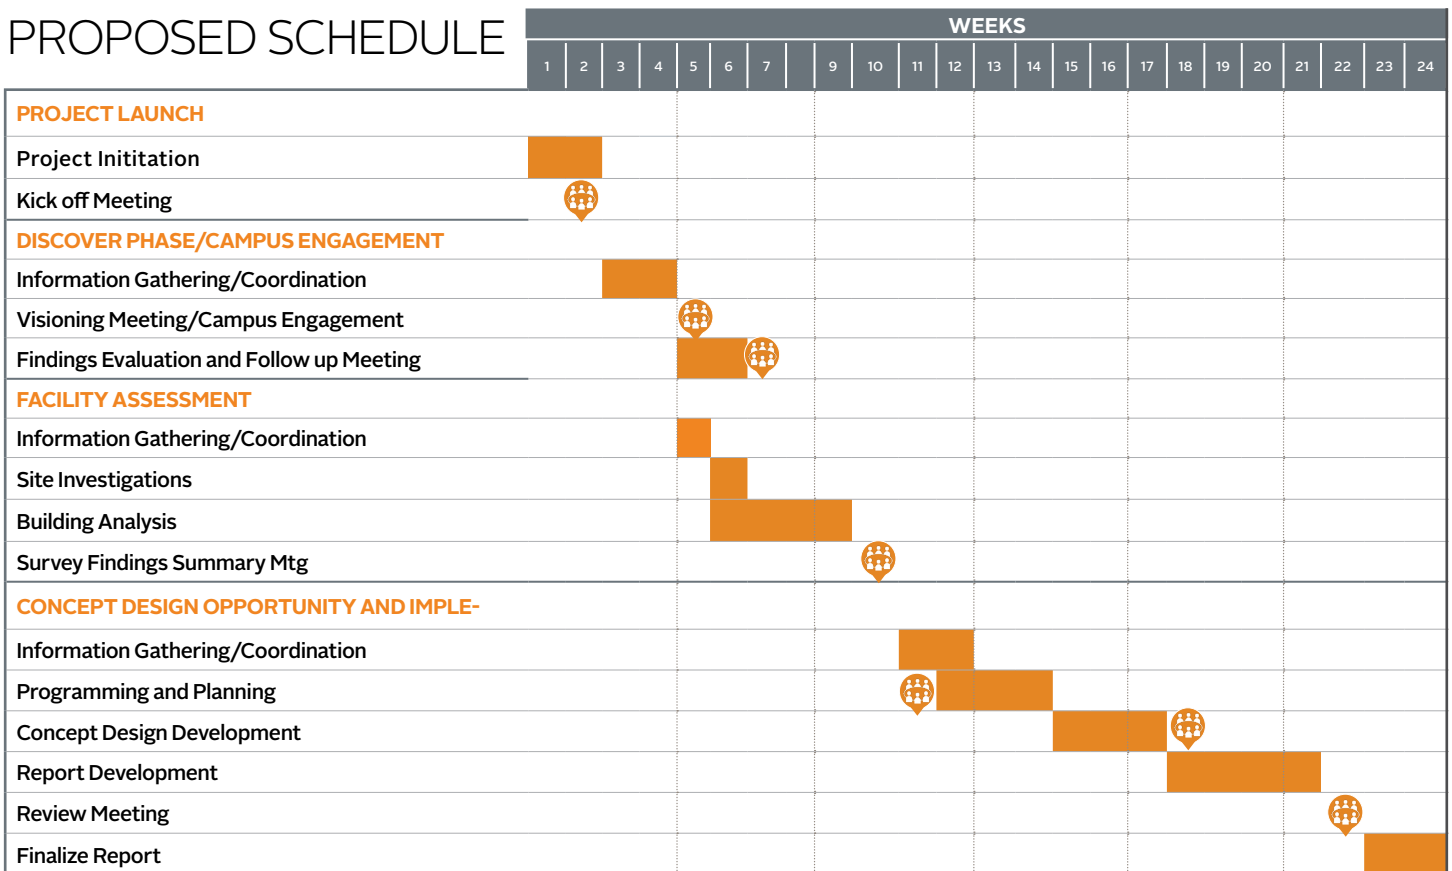 PROPOSED SCHEDULE
WEEKS
1 2 3 4 5 6 7 9 10 11 12 13 14 15 16 17 18 19 20 21 22 23 24
PROJECT LAUNCH
Project Inititation
Kick off Meeting
DISCOVER PHASE/CAMPUS ENGAGEMENT
Information Gathering/Coordination
Visioning Meeting/Campus Engagement
Findings Evaluation and Follow up Meeting
FACILITY ASSESSMENT
Information Gathering/Coordination
Site Investigations
Building Analysis
Survey Findings Summary Mtg
CONCEPT DESIGN OPPORTUNITY AND IMPLE-
Information Gathering/Coordination
Programming and Planning
Concept Design Development
Report Development
Review Meeting
Finalize Report